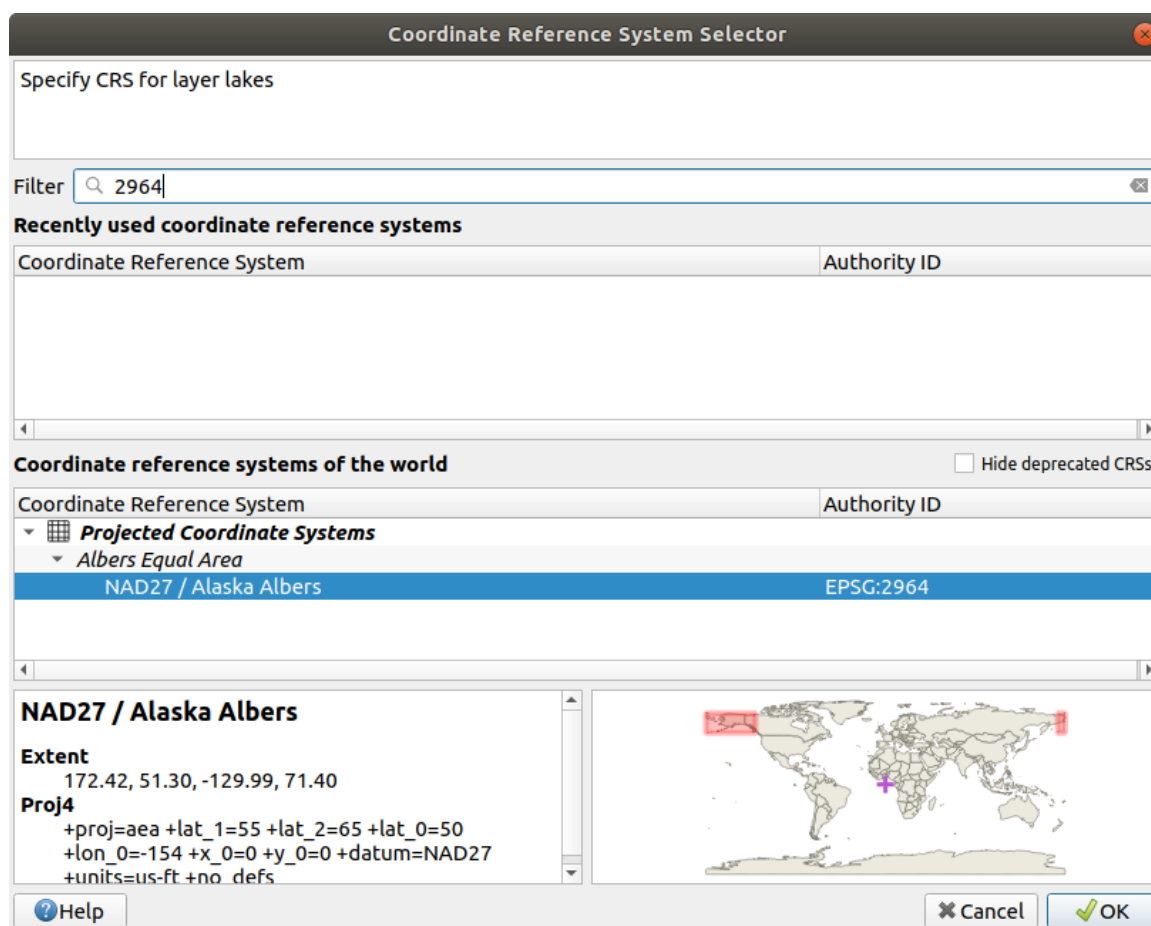 Coordinate Reference System Selector
Specify CRS for layer lakes
Filter 2964
Recently used coordinate reference systems
Coordinate Reference System Authority ID
Coordinate reference systems of the world Hide deprecated CRSs
Coordinate Reference System Authority ID
Projected Coordinate Systems
Albers Equal Area
NAD27 / Alaska Albers EPSG:2964
NAD27 / Alaska Albers
Extent
172.42, 51.30, -129.99, 71.40
Proj4
+proj=aea +lat_1=55 +lat_2=65 +lat_0=50
+lon_0=-154 +x_0=0 +y_0=0 +datum=NAD27
+units=us-ft +no_defs
Help Cancel OK